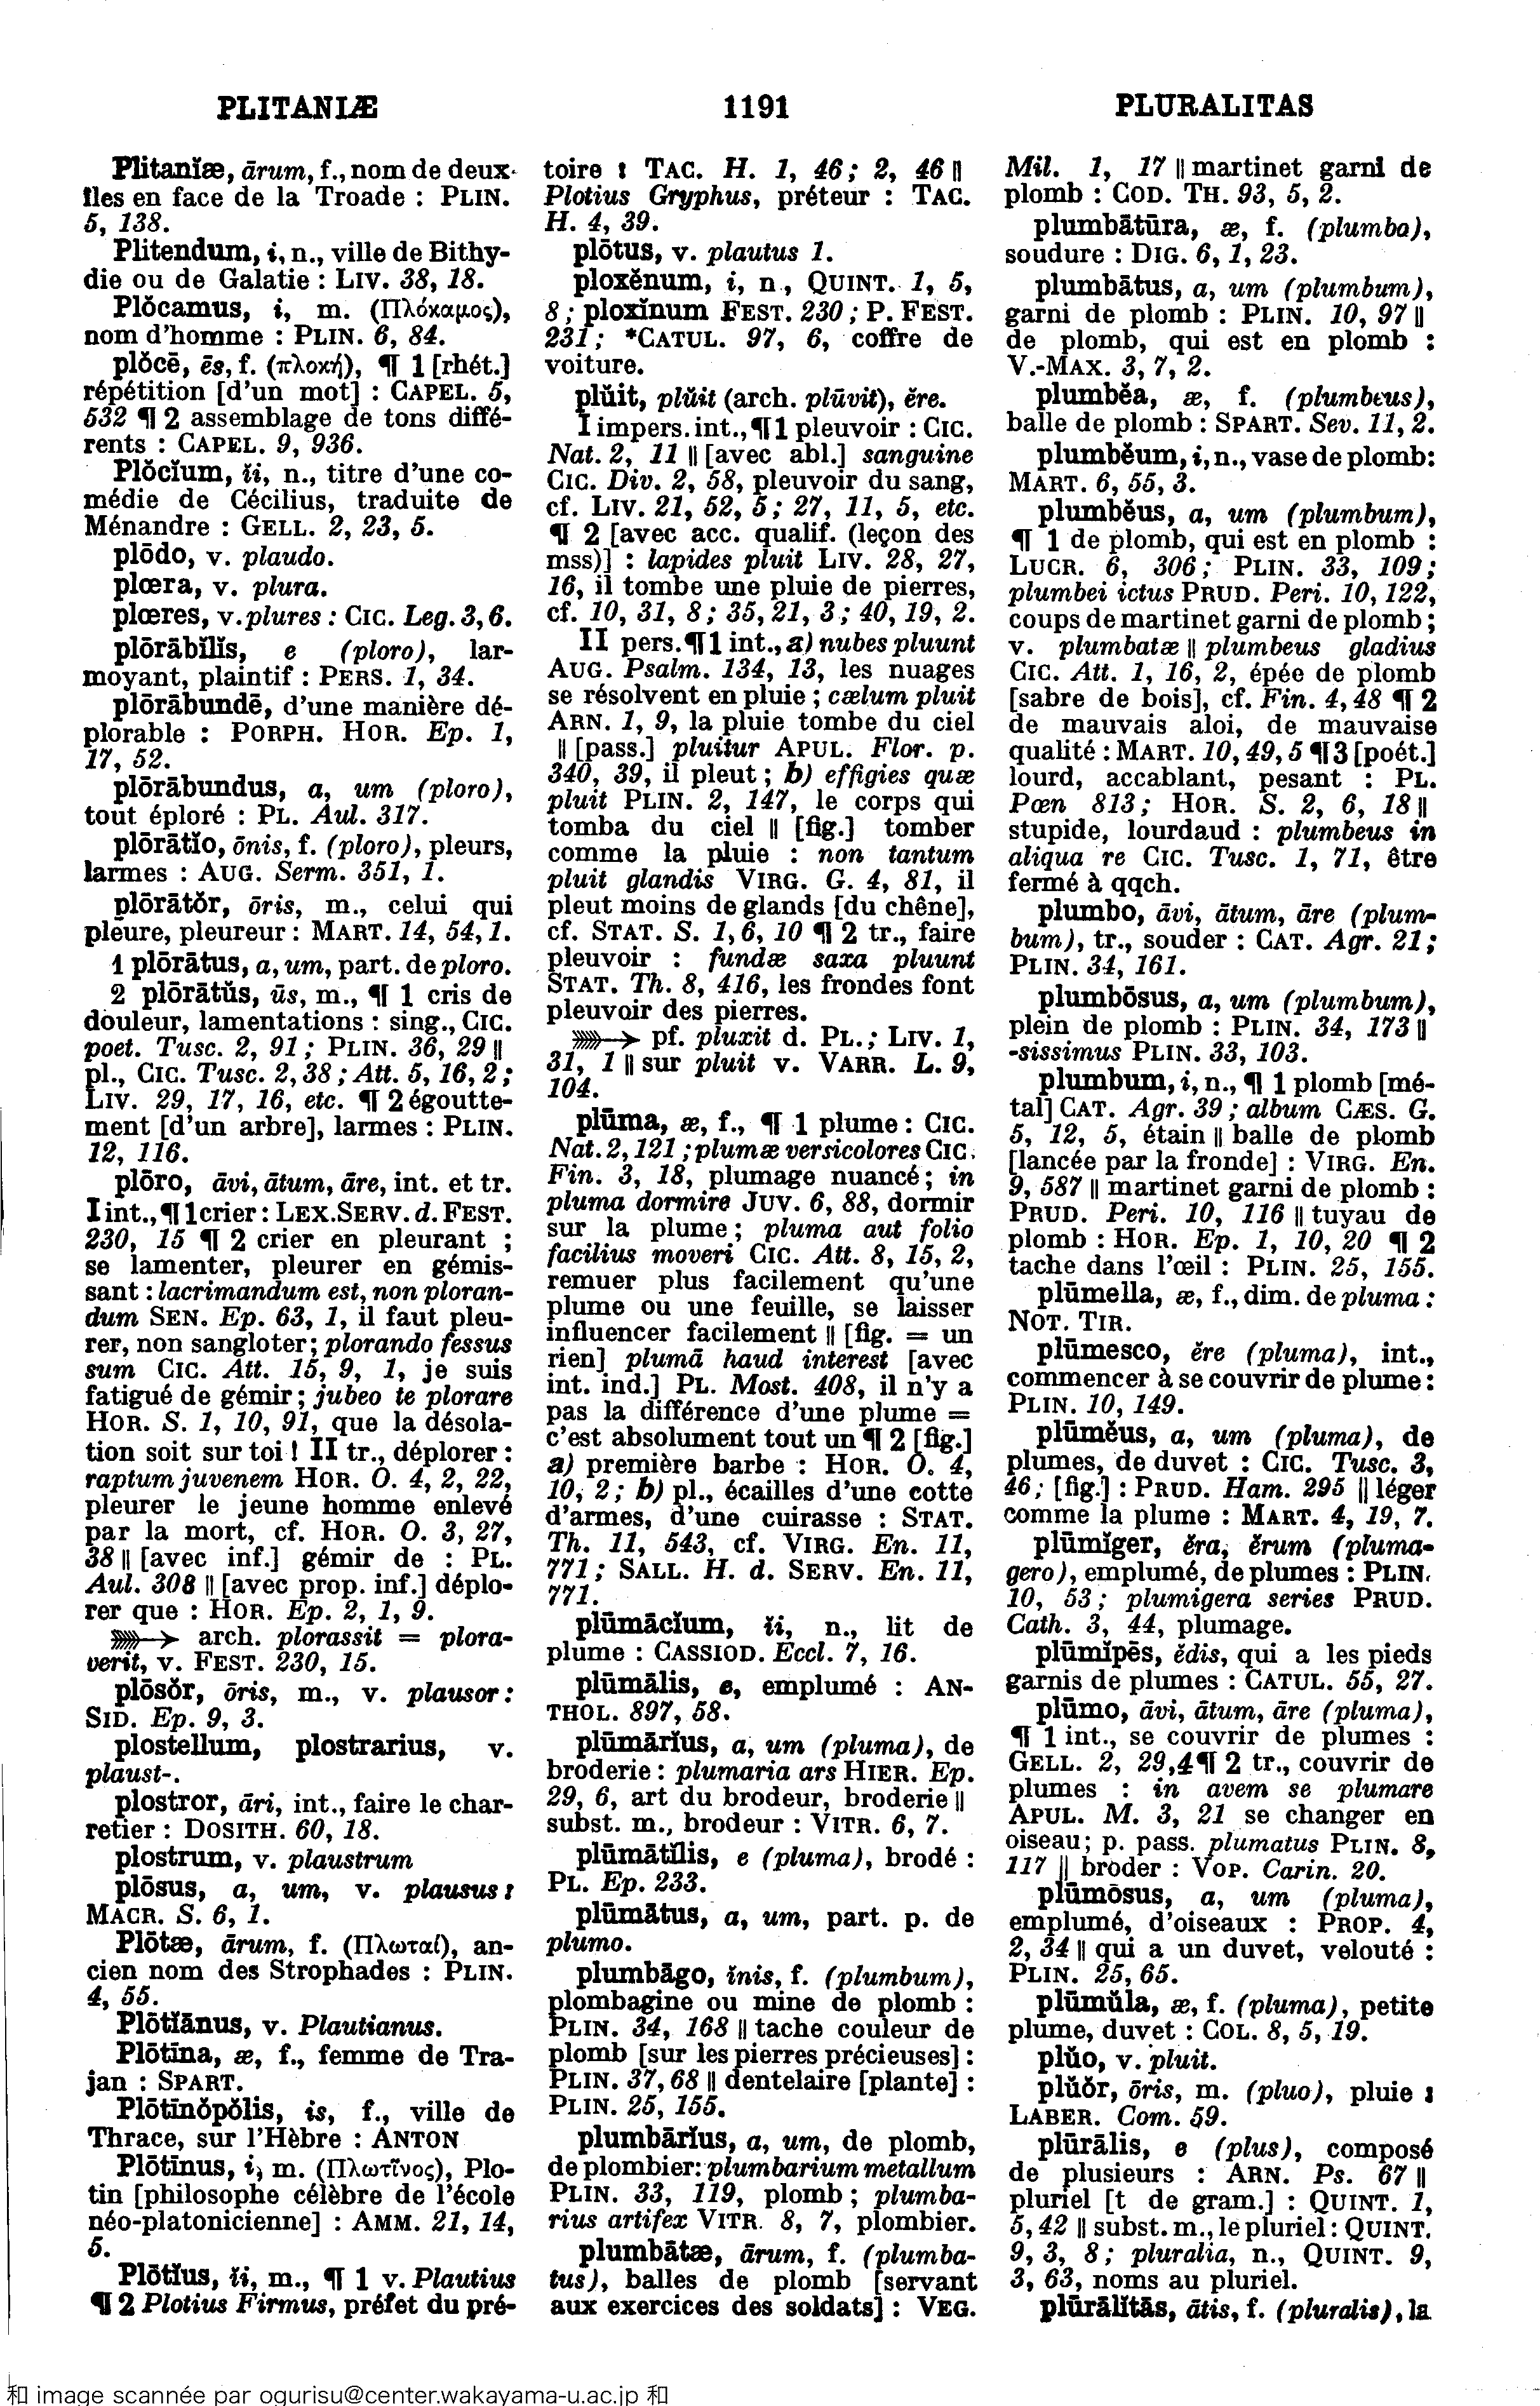 PLITANIÆ 1191 PLURALITAS
Plitanĭæ, ārum, f., nom de deux
îles en face de la Troade : PLIN.
5, 138.
Plitendum, i, n., ville de Bithy-
die ou de Galatie : LIV. 38, 18.
Plŏcamus, i, m. (Πλόκαμος),
nom d'homme : PLIN. 6, 84.
plŏcē, ēs, f. (πλοκή), ¶ 1 [rhét.]
répétition [d'un mot] : CAPEL. 5,
532 ¶ 2 assemblage de tons diffé-
rents : CAPEL. 9, 936.
Plŏcĭum, ĭi, n., titre d'une co-
médie de Cécilius, traduite de
Ménandre : GELL. 2, 23, 5.
plōdo, v. plaudo.
plœra, v. plura.
plœres, v. plures : CIC. Leg. 3, 6.
plōrābĭlĭs, e (ploro), lar-
moyant, plaintif : PERS. 1, 34.
plōrābundē, d'une manière dé-
plorable : PORPH. HOR. Ep. 1,
17, 52.
plōrābundus, a, um (ploro),
tout éploré : PL. Aul. 317.
plōrātĭo, ōnis, f. (ploro), pleurs,
larmes : AUG. Serm. 351, 1.
plōrātŏr, ōris, m., celui qui
pleure, pleureur : MART. 14, 54, 1.
1 plōrātus, a, um, part. de ploro.
2 plōrātŭs, ūs, m., ¶ 1 cris de
douleur, lamentations : sing., CIC.
poet. Tusc. 2, 91 ; PLIN. 36, 29 ||
pl., CIC. Tusc. 2, 38 ; Att. 5, 16, 2 ;
LIV. 29, 17, 16, etc. ¶ 2 égoutte-
ment [d'un arbre], larmes : PLIN.
12, 116.
plōro, āvi, ātum, āre, int. et tr.
I int., ¶ 1 crier : LEX. SERV. d. FEST.
230, 15 ¶ 2 crier en pleurant ;
se lamenter, pleurer en gémis-
sant : lacrimandum est, non ploran-
dum SEN. Ep. 63, 1, il faut pleu-
rer, non sangloter ; plorando fessus
sum CIC. Att. 15, 9, 1, je suis
fatigué de gémir ; jubeo te plorare
HOR. S. 1, 10, 91, que la désola-
tion soit sur toi ! II tr., déplorer :
raptum juvenem HOR. O. 4, 2, 22,
pleurer le jeune homme enlevé
par la mort, cf. HOR. O. 3, 27,
38 || [avec inf.] gémir de : PL.
Aul. 308 || [avec prop. inf.] déplo-
rer que : HOR. Ep. 2, 1, 9.
➳ arch. plorassit = plora-
verit, v. FEST. 230, 15.
plōsŏr, ōris, m., v. plausor :
SID. Ep. 9, 3.
plostellum, plostrarius, v.
plaust-.
plostror, āri, int., faire le char-
retier : DOSITH. 60, 18.
plostrum, v. plaustrum
plōsus, a, um, v. plausus :
MACR. S. 6, 1.
Plōtæ, ārum, f. (Πλωταί), an-
cien nom des Strophades : PLIN.
4, 55.
Plōtĭānus, v. Plautianus.
Plōtīna, æ, f., femme de Tra-
jan : SPART.
Plōtīnŏpŏlis, is, f., ville de
Thrace, sur l'Hèbre : ANTON
Plōtīnus, i, m. (Πλωτῖνος), Plo-
tin [philosophe célèbre de l'école
néo-platonicienne] : AMM. 21, 14,
5.
Plōtĭus, ĭi, m., ¶ 1 v. Plautius
¶ 2 Plotius Firmus, préfet du pré-
toire : TAC. H. 1, 46 ; 2, 46 ||
Plotius Gryphus, préteur : TAC.
H. 4, 39.
plōtus, v. plautus 1.
ploxĕnum, i, n, QUINT. 1, 5,
8 ; ploxĭnum FEST. 230 ; P. FEST.
231 ; *CATUL. 97, 6, coffre de
voiture.
plŭit, plŭit (arch. plūvit), ĕre.
I impers. int., ¶ 1 pleuvoir : CIC.
Nat. 2, 11 || [avec abl.] sanguine
CIC. Div. 2, 58, pleuvoir du sang,
cf. LIV. 21, 52, 5 ; 27, 11, 5, etc.
¶ 2 [avec acc. qualif. (leçon des
mss)] : lapides pluit LIV. 28, 27,
16, il tombe une pluie de pierres,
cf. 10, 31, 8 ; 35, 21, 3 ; 40, 19, 2.
II pers. ¶ 1 int., a) nubes pluunt
AUG. Psalm. 134, 13, les nuages
se résolvent en pluie ; cælum pluit
ARN. 1, 9, la pluie tombe du ciel
|| [pass.] pluitur APUL. Flor. p.
340, 39, il pleut ; b) effigies quæ
pluit PLIN. 2, 147, le corps qui
tomba du ciel || [fig.] tomber
comme la pluie : non tantum
pluit glandis VIRG. G. 4, 81, il
pleut moins de glands [du chêne],
cf. STAT. S. 1, 6, 10 ¶ 2 tr., faire
pleuvoir : fundæ saxa pluunt
STAT. Th. 8, 416, les frondes font
pleuvoir des pierres.
➳ pf. pluxit d. PL. ; LIV. 1,
31, 1 || sur pluit v. VARR. L. 9,
104.
plūma, æ, f., ¶ 1 plume : CIC.
Nat. 2, 121 ; plumæ versicolores CIC.
Fin. 3, 18, plumage nuancé ; in
pluma dormire JUV. 6, 88, dormir
sur la plume ; pluma aut folio
facilius moveri CIC. Att. 8, 15, 2,
remuer plus facilement qu'une
plume ou une feuille, se laisser
influencer facilement || [fig. = un
rien] plumā haud interest [avec
int. ind.] PL. Most. 408, il n'y a
pas la différence d'une plume =
c'est absolument tout un ¶ 2 [fig.]
a) première barbe : HOR. O. 4,
10, 2 ; b) pl., écailles d'une cotte
d'armes, d'une cuirasse : STAT.
Th. 11, 543, cf. VIRG. En. 11,
771 ; SALL. H. d. SERV. En. 11,
771.
plūmācĭum, ĭi, n., lit de
plume : CASSIOD. Eccl. 7, 16.
plūmālis, e, emplumé : AN-
THOL. 897, 58.
plūmārĭus, a, um (pluma), de
broderie : plumaria ars HIER. Ep.
29, 6, art du brodeur, broderie ||
subst. m., brodeur : VITR. 6, 7.
plūmātĭlis, e (pluma), brodé :
PL. Ep. 233.
plūmātus, a, um, part. p. de
plumo.
plumbāgo, ĭnis, f. (plumbum),
plombagine ou mine de plomb :
PLIN. 34, 168 || tache couleur de
plomb [sur les pierres précieuses] :
PLIN. 37, 68 || dentelaire [plante] :
PLIN. 25, 155.
plumbārĭus, a, um, de plomb,
de plombier : plumbarium metallum
PLIN. 33, 119, plomb ; plumba-
rius artifex VITR. 8, 7, plombier.
plumbātæ, ārum, f. (plumba-
tus), balles de plomb [servant
aux exercices des soldats] : VEG.
Mil. 1, 17 || martinet garni de
plomb : COD. TH. 93, 5, 2.
plumbātūra, æ, f. (plumbo),
soudure : DIG. 6, 1, 23.
plumbātus, a, um (plumbum),
garni de plomb : PLIN. 10, 97 ||
de plomb, qui est en plomb :
V.-MAX. 3, 7, 2.
plumbĕa, æ, f. (plumbeus),
balle de plomb : SPART. Sev. 11, 2.
plumbĕum, i, n., vase de plomb :
MART. 6, 55, 3.
plumbĕus, a, um (plumbum),
¶ 1 de plomb, qui est en plomb :
LUCR. 6, 306 ; PLIN. 33, 109 ;
plumbei ictus PRUD. Peri. 10, 122,
coups de martinet garni de plomb ;
v. plumbatæ || plumbeus gladius
CIC. Att. 1, 16, 2, épée de plomb
[sabre de bois], cf. Fin. 4, 48 ¶ 2
de mauvais aloi, de mauvaise
qualité : MART. 10, 49, 5 ¶ 3 [poét.]
lourd, accablant, pesant : PL.
Pœn 813 ; HOR. S. 2, 6, 18 ||
stupide, lourdaud : plumbeus in
aliqua re CIC. Tusc. 1, 71, être
fermé à qqch.
plumbo, āvi, ātum, āre (plum-
bum), tr., souder : CAT. Agr. 21 ;
PLIN. 34, 161.
plumbōsus, a, um (plumbum),
plein de plomb : PLIN. 34, 173 ||
-sissimus PLIN. 33, 103.
plumbum, i, n., ¶ 1 plomb [mé-
tal] CAT. Agr. 39 ; album CÆS. G.
5, 12, 5, étain || balle de plomb
[lancée par la fronde] : VIRG. En.
9, 587 || martinet garni de plomb :
PRUD. Peri. 10, 116 || tuyau de
plomb : HOR. Ep. 1, 10, 20 ¶ 2
tache dans l'œil : PLIN. 25, 155.
plūmella, æ, f., dim. de pluma :
NOT. TIR.
plūmesco, ĕre (pluma), int.,
commencer à se couvrir de plume :
PLIN. 10, 149.
plūmĕus, a, um (pluma), de
plumes, de duvet : CIC. Tusc. 3,
46 ; [fig.] : PRUD. Ham. 295 || léger
comme la plume : MART. 4, 19, 7.
plūmĭger, ĕra, ĕrum (pluma-
gero), emplumé, de plumes : PLIN.
10, 53 ; plumigera series PRUD.
Cath. 3, 44, plumage.
plūmĭpēs, ĕdis, qui a les pieds
garnis de plumes : CATUL. 55, 27.
plūmo, āvi, ātum, āre (pluma),
¶ 1 int., se couvrir de plumes :
GELL. 2, 29, 4 ¶ 2 tr., couvrir de
plumes : in avem se plumare
APUL. M. 3, 21 se changer en
oiseau ; p. pass. plumatus PLIN. 8,
117 || broder : VOP. Carin. 20.
plūmōsus, a, um (pluma),
emplumé, d'oiseaux : PROP. 4,
2, 34 || qui a un duvet, velouté :
PLIN. 25, 65.
plūmŭla, æ, f. (pluma), petite
plume, duvet : COL. 8, 5, 19.
plŭo, v. pluit.
plŭŏr, ōris, m. (pluo), pluie :
LABER. Com. 59.
plūrālis, e (plus), composé
de plusieurs : ARN. Ps. 67 ||
pluriel [t de gram.] : QUINT. 1,
5, 42 || subst. m., le pluriel : QUINT.
9, 3, 8 ; pluralia, n., QUINT. 9,
3, 63, noms au pluriel.
plūrālĭtās, ātis, f. (pluralis), la
和 image scannée par ogurisu@center.wakayama-u.ac.jp 和